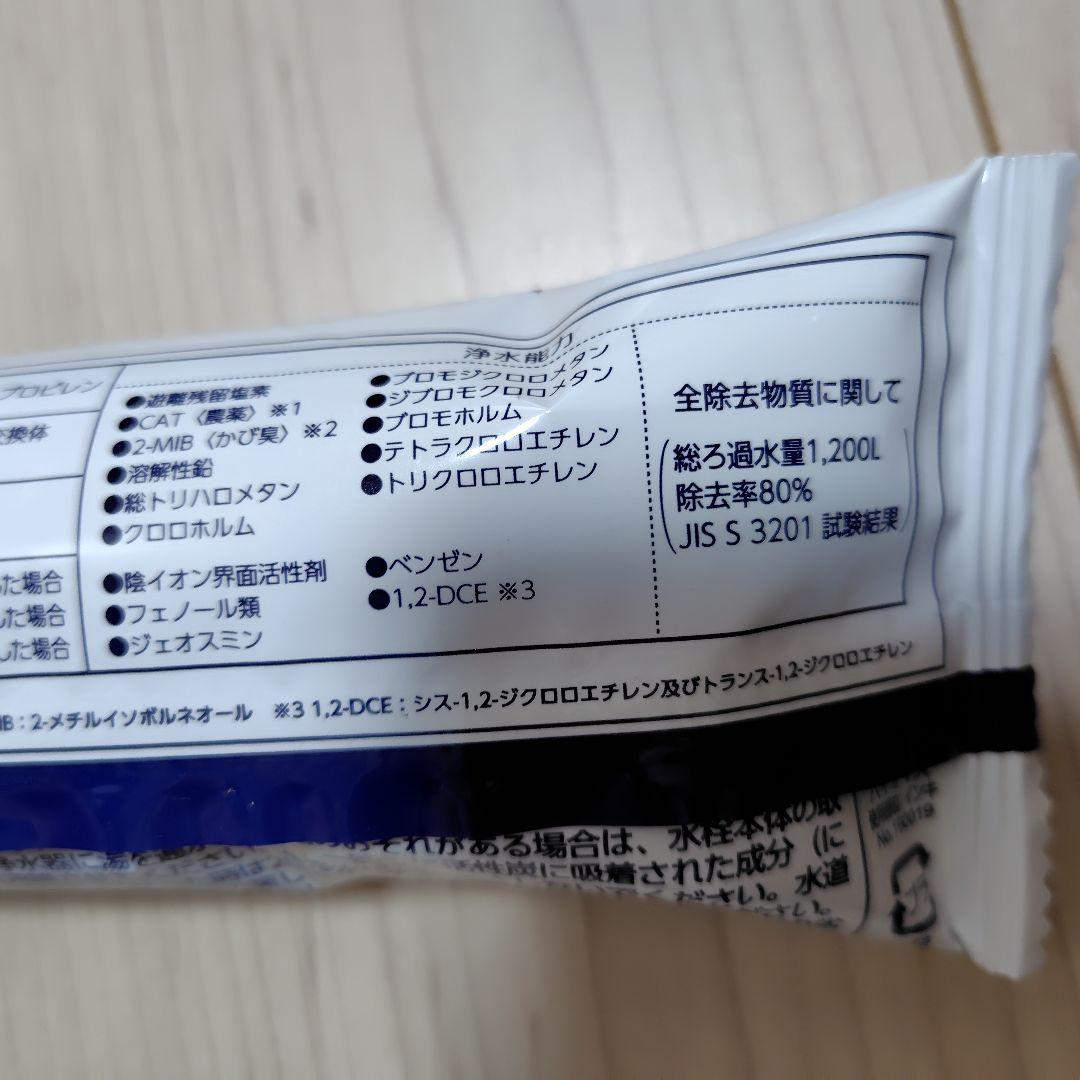 プロピレン
交換体
した場合
した場合
した場合
浄水能力
●遊離残留塩素
●CAT〈農薬〉※1
●2-MIB〈かび臭〉※2
●溶解性鉛
●総トリハロメタン
●クロロホルム
●陰イオン界面活性剤
●フェノール類
●ジェオスミン
●ブロモジクロロメタン
●ジブロモクロロメタン
●ブロモホルム
●テトラクロロエチレン
●トリクロロエチレン
●ベンゼン
●1,2-DCE ※3
全除去物質に関して
(総ろ過水量1,200L
除去率80%
JIS S 3201 試験結果)
IB：2-メチルイソボルネオール ※3 1,2-DCE：シス-1,2-ジクロロエチレン及びトランス-1,2-ジクロロエチレン
おそれがある場合は、水栓本体の取
性炭に吸着された成分（に
ださい。水道